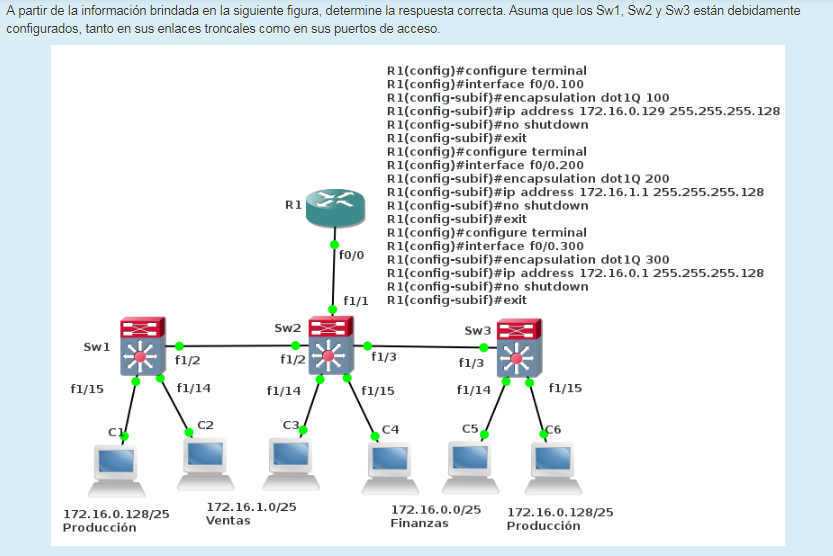 A partir de la información brindada en la siguiente figura, determine la respuesta correcta. Asuma que los Sw1, Sw2 y Sw3 están debidamente
configurados, tanto en sus enlaces troncales como en sus puertos de acceso.
R1(config)#configure terminal
R1(config)#interface f0/0.100
R1(config-subif)#encapsulation dot1Q 100
R1(config-subif)#ip address 172.16.0.129 255.255.255.128
R1(config-subif)#no shutdown
R1(config-subif)#exit
R1(config)#configure terminal
R1(config)#interface f0/0.200
R1(config-subif)#encapsulation dot1Q 200
R1(config-subif)#ip address 172.16.1.1 255.255.255.128
R1(config-subif)#no shutdown
R1(config-subif)#exit
R1(config)#configure terminal
R1(config)#interface f0/0.300
R1(config-subif)#encapsulation dot1Q 300
R1(config-subif)#ip address 172.16.0.1 255.255.255.128
R1(config-subif)#no shutdown
R1(config-subif)#exit
R1
f0/0
f1/1
Sw1
Sw2
Sw3
f1/2
f1/2
f1/3
f1/3
f1/15
f1/14
f1/14
f1/15
f1/14
f1/15
C1
C2
C3
C4
C5
C6
172.16.0.128/25
Producción
172.16.1.0/25
Ventas
172.16.0.0/25
Finanzas
172.16.0.128/25
Producción